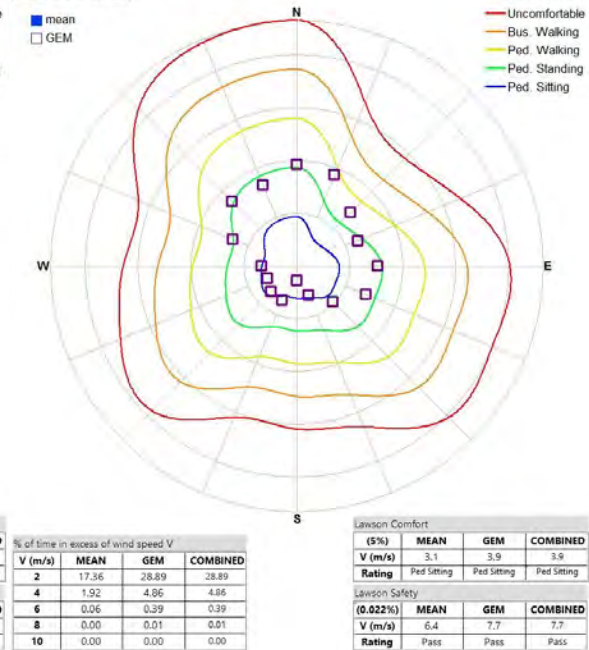 mean
GEM
N
Uncomfortable
Bus. Walking
Ped. Walking
Ped. Standing
Ped. Sitting
W
E
S
% of time in excess of wind speed V
V (m/s) MEAN GEM COMBINED
2 17.36 28.89 28.89
4 1.92 4.86 4.86
6 0.06 0.39 0.39
8 0.00 0.01 0.01
10 0.00 0.00 0.00
Lawson Comfort
(5%) MEAN GEM COMBINED
V (m/s) 3.1 3.9 3.9
Rating Ped Sitting Ped Sitting Ped Sitting
Lawson Safety
(0.022%) MEAN GEM COMBINED
V (m/s) 6.4 7.7 7.7
Rating Pass Pass Pass